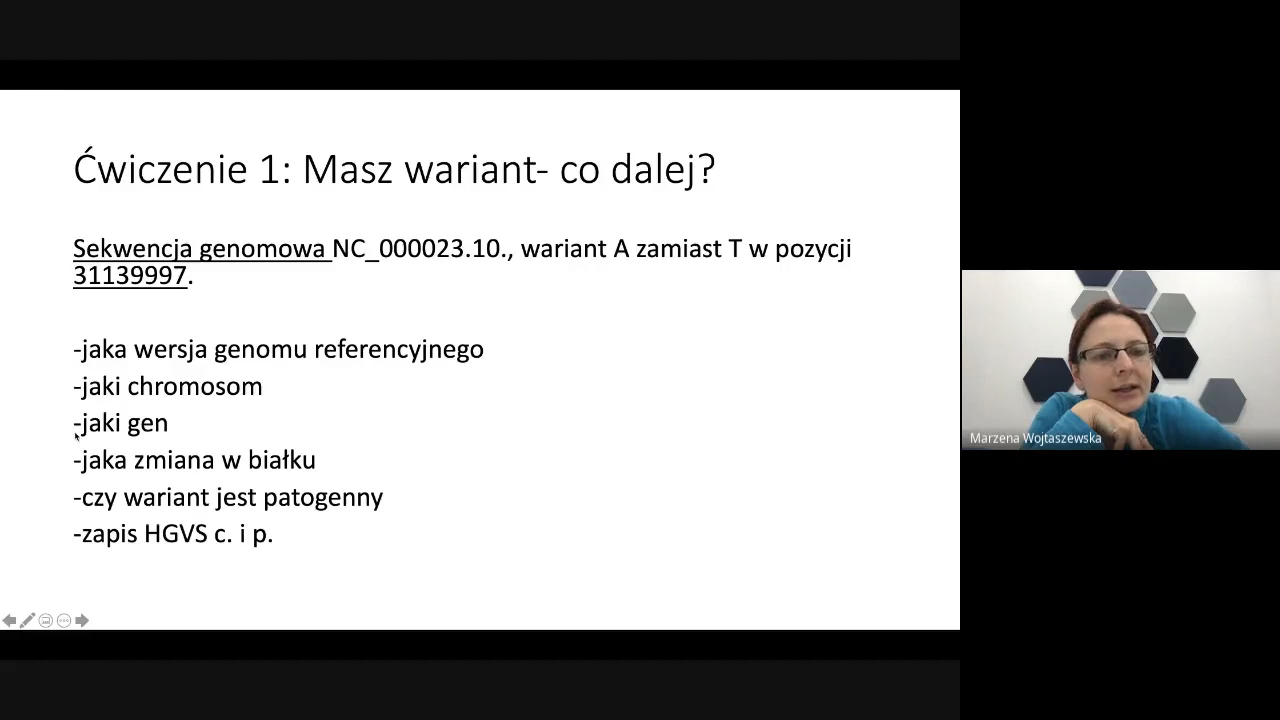 Ćwiczenie 1: Masz wariant- co dalej?
Sekwencja genomowa NC_000023.10., wariant A zamiast T w pozycji
31139997.
-jaka wersja genomu referencyjnego
-jaki chromosom
-jaki gen
-jaka zmiana w białku
-czy wariant jest patogenny
-zapis HGVS c. i p.
Marzena Wojtaszewska